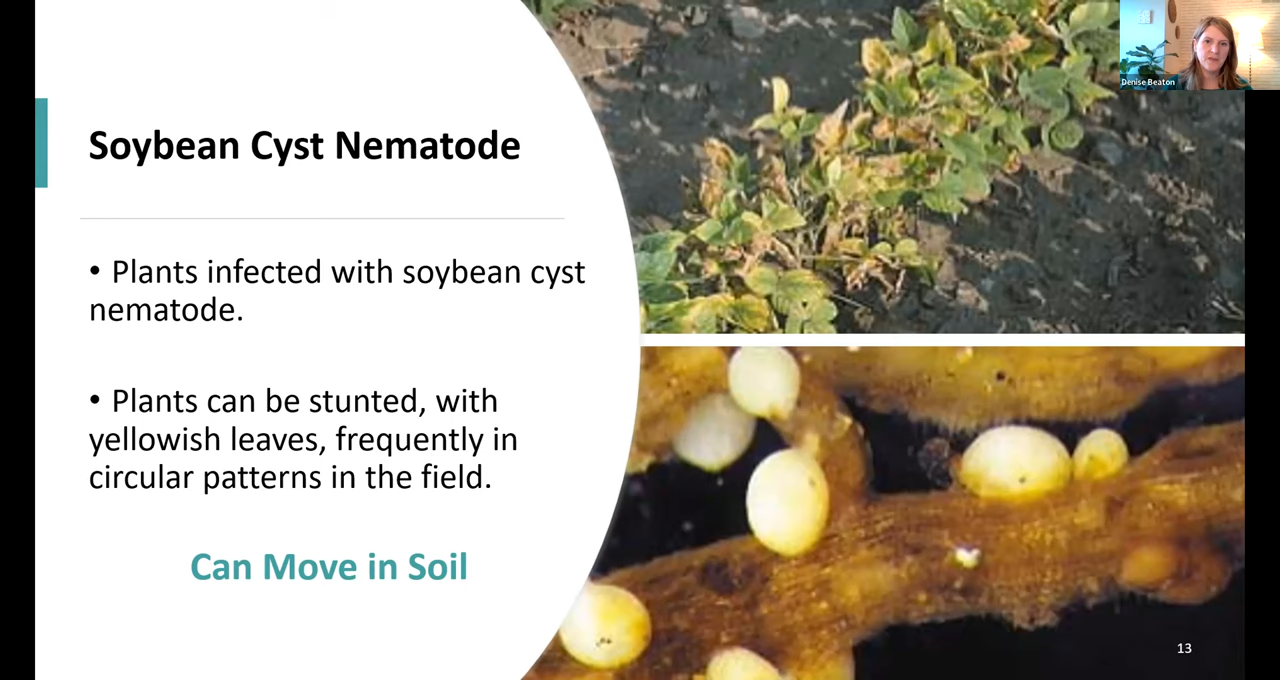 Denise Beaton
Soybean Cyst Nematode
• Plants infected with soybean cyst
nematode.
• Plants can be stunted, with
yellowish leaves, frequently in
circular patterns in the field.
Can Move in Soil
13